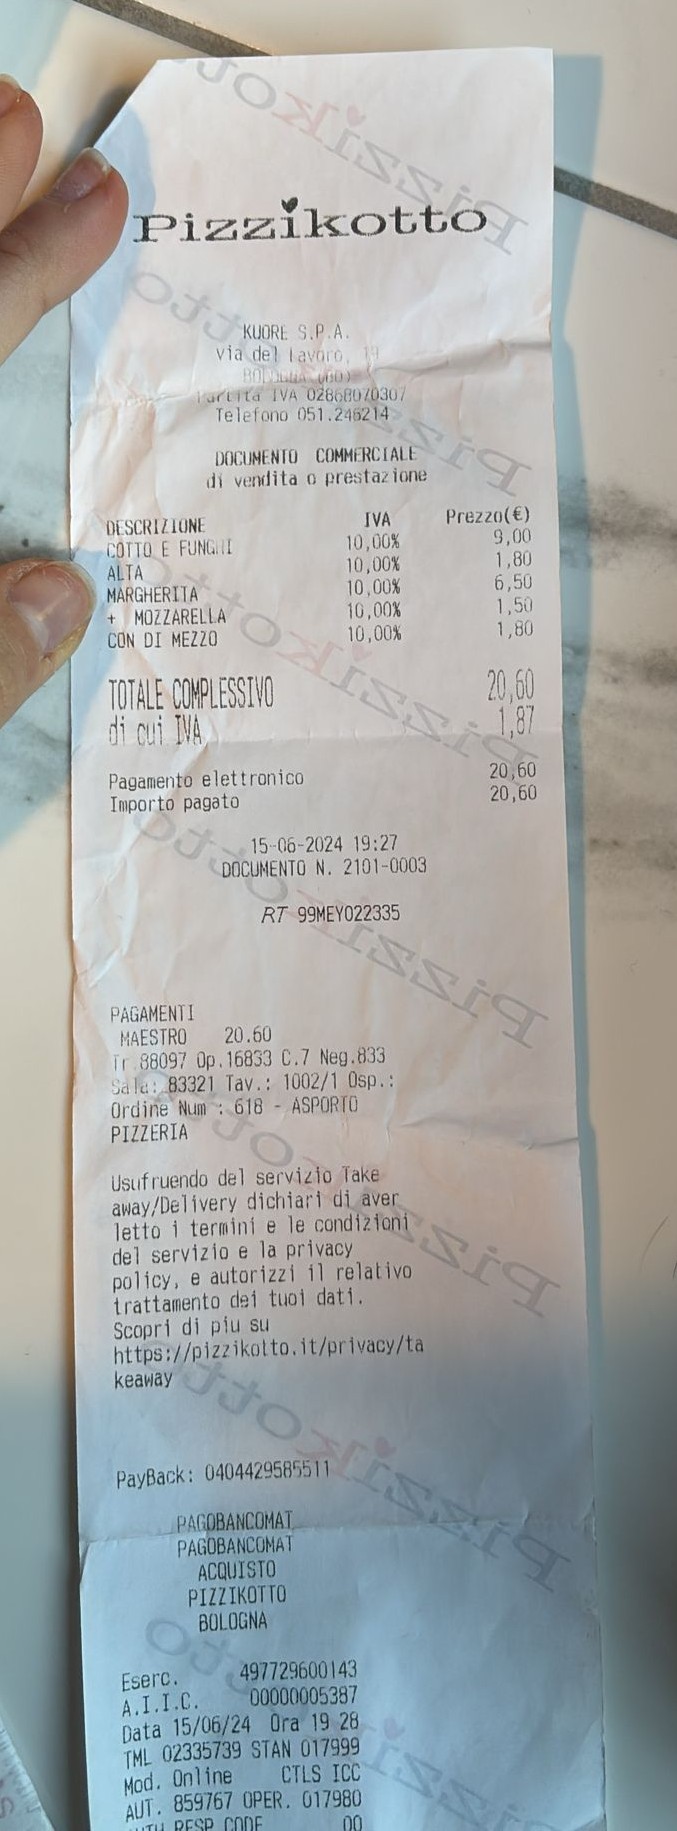 Pizzikotto
KUORE S.P.A.
via del Lavoro,
BOLOGNA (BO)
Partita IVA 02868070307
Telefono 051.246214
DOCUMENTO COMMERCIALE
di vendita o prestazione
DESCRIZIONE IVA Prezzo(€)
COTTO E FUNGHI 10,00% 9,00
ALTA 10,00% 1,80
MARGHERITA 10,00% 6,50
+ MOZZARELLA 10,00% 1,50
CON DI MEZZO 10,00% 1,80
TOTALE COMPLESSIVO 20,60
di cui IVA 1,87
Pagamento elettronico 20,60
Importo pagato 20,60
15-06-2024 19:27
DOCUMENTO N. 2101-0003
RT 99MEY022335
PAGAMENTI
MAESTRO 20.60
Tr.88097 Op.16833 C.7 Neg.833
Sala: 83321 Tav.: 1002/1 Osp.:
Ordine Num : 618 - ASPORTO
PIZZERIA
Usufruendo del servizio Take
away/Delivery dichiari di aver
letto i termini e le condizioni
del servizio e la privacy
policy, e autorizzi il relativo
trattamento dei tuoi dati.
Scopri di piu su
https://pizzikotto.it/privacy/ta
keaway
PayBack: 0404429585511
PAGOBANCOMAT
PAGOBANCOMAT
ACQUISTO
PIZZIKOTTO
BOLOGNA
Eserc. 497729600143
A.I.I.C. 00000005387
Data 15/06/24 Ora 19 28
TML 02335739 STAN 017999
Mod. Online CTLS ICC
AUT. 859767 OPER. 017980
AUTH RESP CODE 00